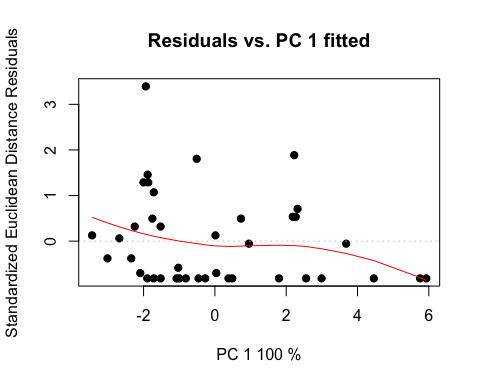 Residuals vs. PC 1 fitted
Standardized Euclidean Distance Residuals
3
2
1
0
-2 0 2 4 6
PC 1 100 %